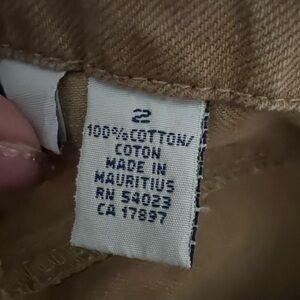 2
100%COTTON/
COTON
MADE IN
MAURITIUS
RN 54023
CA 17897